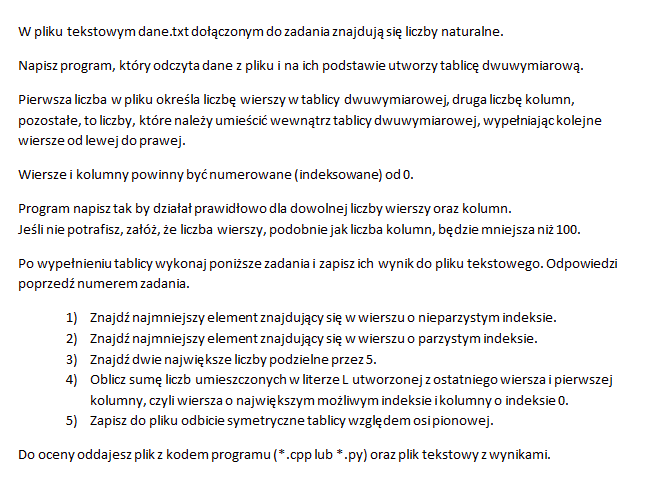 W pliku tekstowym dane.txt dołączonym do zadania znajdują się liczby naturalne.
Napisz program, który odczyta dane z pliku i na ich podstawie utworzy tablicę dwuwymiarową.
Pierwsza liczba w pliku określa liczbę wierszy w tablicy dwuwymiarowej, druga liczbę kolumn,
pozostałe, to liczby, które należy umieścić wewnątrz tablicy dwuwymiarowej, wypełniając kolejne
wiersze od lewej do prawej.
Wiersze i kolumny powinny być numerowane (indeksowane) od 0.
Program napisz tak by działał prawidłowo dla dowolnej liczby wierszy oraz kolumn.
Jeśli nie potrafisz, załóż, że liczba wierszy, podobnie jak liczba kolumn, będzie mniejsza niż 100.
Po wypełnieniu tablicy wykonaj poniższe zadania i zapisz ich wynik do pliku tekstowego. Odpowiedzi
poprzedź numerem zadania.
1) Znajdź najmniejszy element znajdujący się w wierszu o nieparzystym indeksie.
2) Znajdź najmniejszy element znajdujący się w wierszu o parzystym indeksie.
3) Znajdź dwie największe liczby podzielne przez 5.
4) Oblicz sumę liczb umieszczonych w literze L utworzonej z ostatniego wiersza i pierwszej
kolumny, czyli wiersza o największym możliwym indeksie i kolumny o indeksie 0.
5) Zapisz do pliku odbicie symetryczne tablicy względem osi pionowej.
Do oceny oddajesz plik z kodem programu (*.cpp lub *.py) oraz plik tekstowy z wynikami.